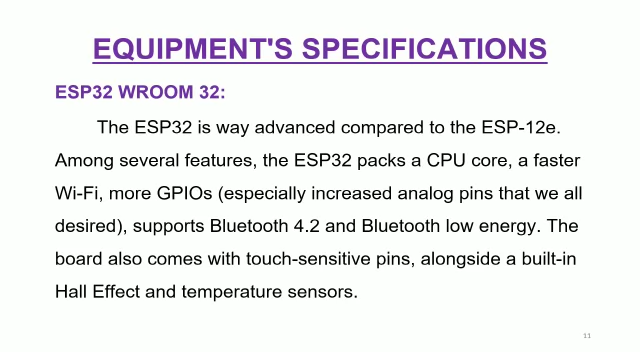 EQUIPMENT'S SPECIFICATIONS
ESP32 WROOM 32:
The ESP32 is way advanced compared to the ESP-12e.
Among several features, the ESP32 packs a CPU core, a faster
Wi-Fi, more GPIOs (especially increased analog pins that we all
desired), supports Bluetooth 4.2 and Bluetooth low energy. The
board also comes with touch-sensitive pins, alongside a built-in
Hall Effect and temperature sensors.
11